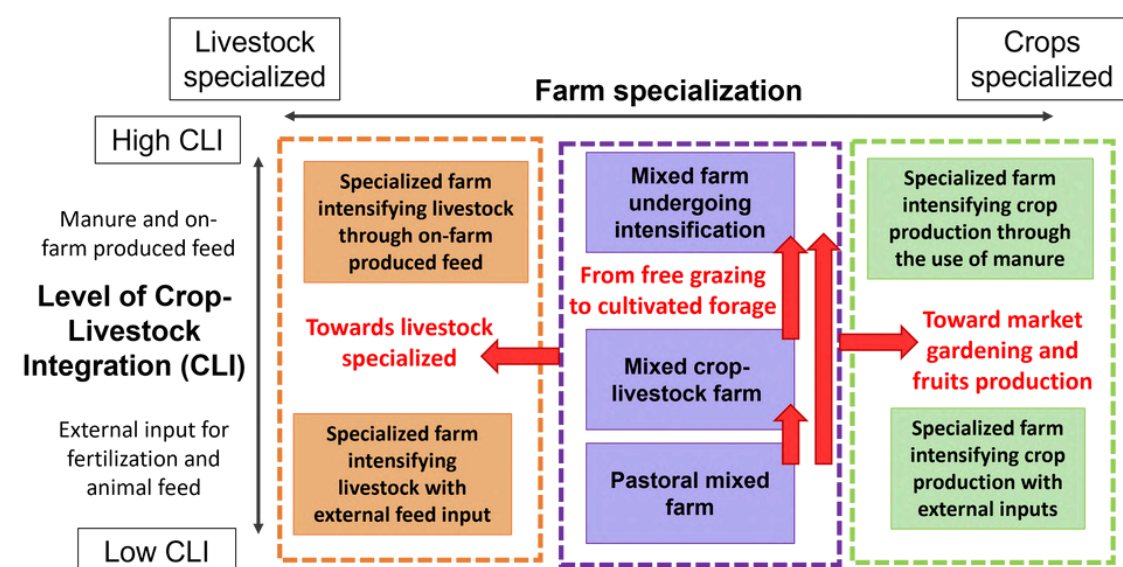 Livestock
specialized
Crops
specialized
Farm specialization
High CLI
Manure and on-
farm produced feed
Level of Crop-
Livestock
Integration (CLI)
External input for
fertilization and
animal feed
Low CLI
Specialized farm
intensifying livestock
through on-farm
produced feed
Towards livestock
specialized
Specialized farm
intensifying
livestock with
external feed input
Mixed farm
undergoing
intensification
From free grazing
to cultivated forage
Mixed crop-
livestock farm
Pastoral mixed
farm
Specialized farm
intensifying crop
production through
the use of manure
Toward market
gardening and
fruits production
Specialized farm
intensifying crop
production with
external inputs